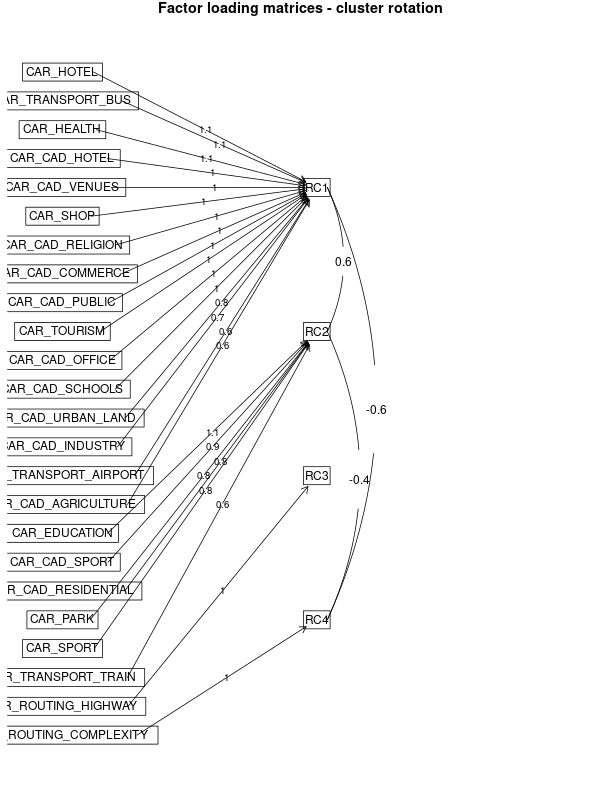 Factor loading matrices - cluster rotation
CAR_HOTEL
AR_TRANSPORT_BUS
CAR_HEALTH
CAR_CAD_HOTEL
CAR_CAD_VENUES
CAR_SHOP
CAR_CAD_RELIGION
AR_CAD_COMMERCE
CAR_CAD_PUBLIC
CAR_TOURISM
CAR_CAD_OFFICE
CAR_CAD_SCHOOLS
R_CAD_URBAN_LAND
CAR_CAD_INDUSTRY
_TRANSPORT_AIRPORT
R_CAD_AGRICULTURE
CAR_EDUCATION
CAR_CAD_SPORT
R_CAD_RESIDENTIAL
CAR_PARK
CAR_SPORT
R_TRANSPORT_TRAIN
R_ROUTING_HIGHWAY
ROUTING_COMPLEXITY
1.1
1.1
1.1
1
1
1
1
1
1
1
1
0.8
0.7
0.6
0.6
1.1
0.9
0.8
0.8
0.8
0.6
1
1
RC1
RC2
RC3
RC4
0.6
-0.6
-0.4